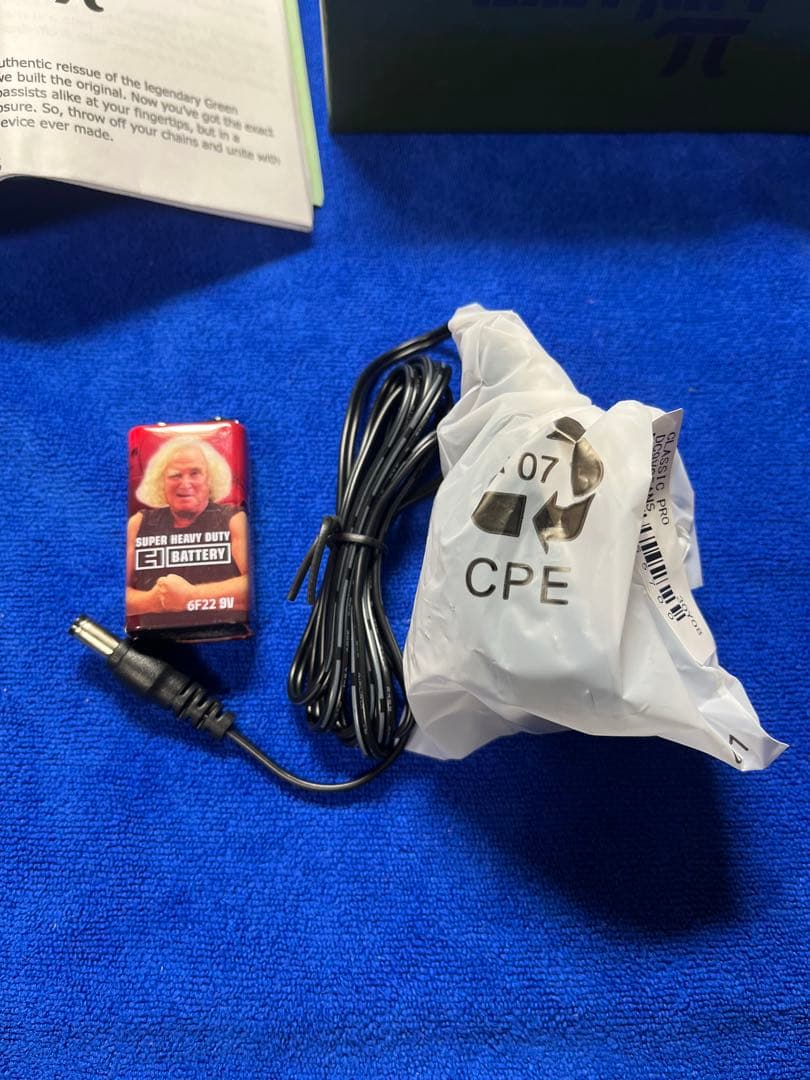 π
uthentic reissue of the legendary Green
ve built the original. Now you've got the exact
bassists alike at your fingertips, but in a
osure. So, throw off your chains and unite with
evice ever made.
π
SUPER HEAVY DUTY
BATTERY
6F22 9V
07
CPE
CLASSIC PRO
30Y08
1